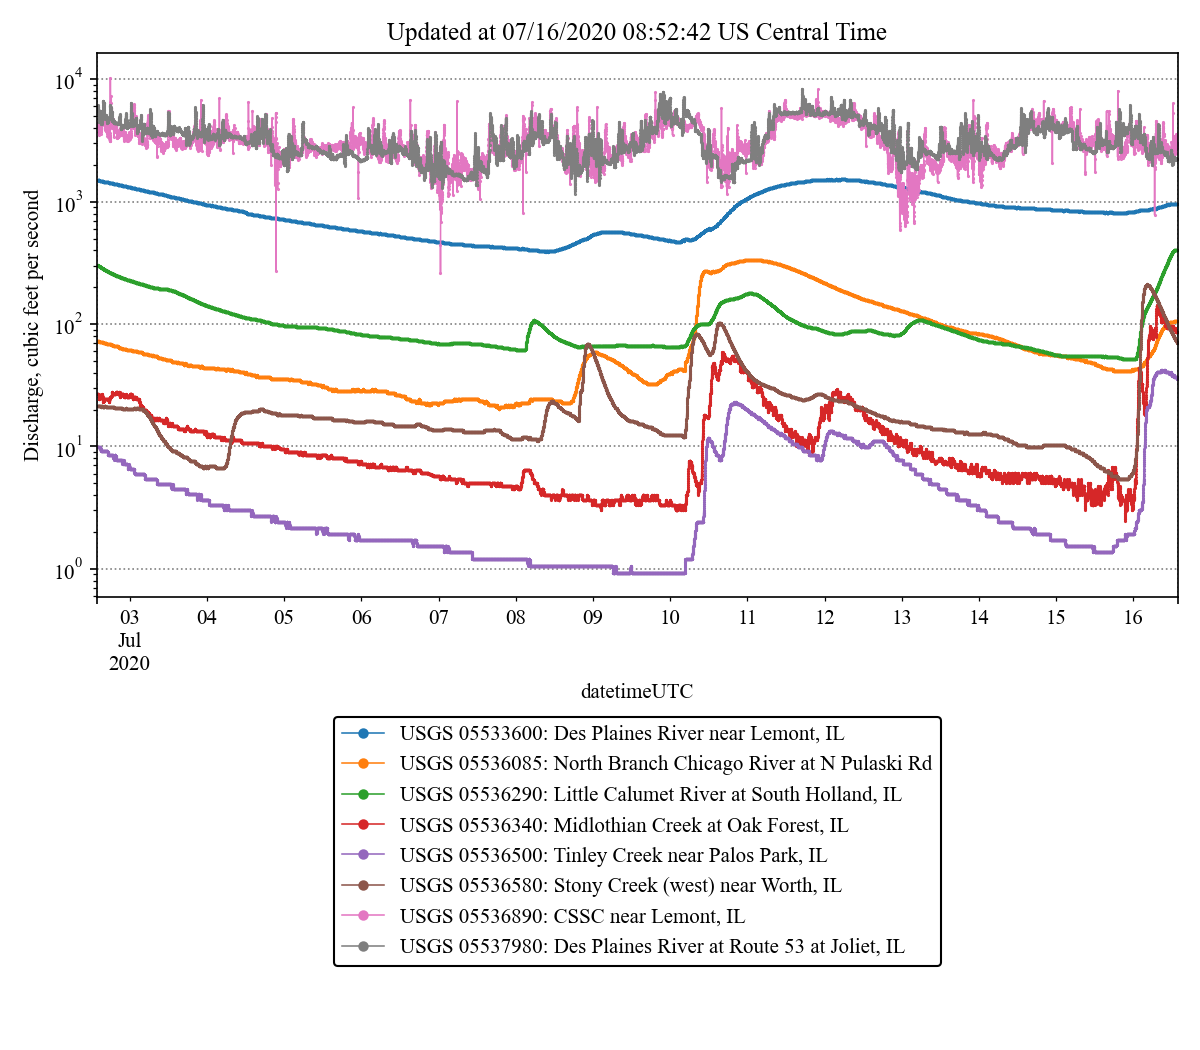 Updated at 07/16/2020 08:52:42 US Central Time
Discharge, cubic feet per second
10^4
10^3
10^2
10^1
10^0
03 04 05 06 07 08 09 10 11 12 13 14 15 16
Jul
2020
datetimeUTC
USGS 05533600: Des Plaines River near Lemont, IL
USGS 05536085: North Branch Chicago River at N Pulaski Rd
USGS 05536290: Little Calumet River at South Holland, IL
USGS 05536340: Midlothian Creek at Oak Forest, IL
USGS 05536500: Tinley Creek near Palos Park, IL
USGS 05536580: Stony Creek (west) near Worth, IL
USGS 05536890: CSSC near Lemont, IL
USGS 05537980: Des Plaines River at Route 53 at Joliet, IL